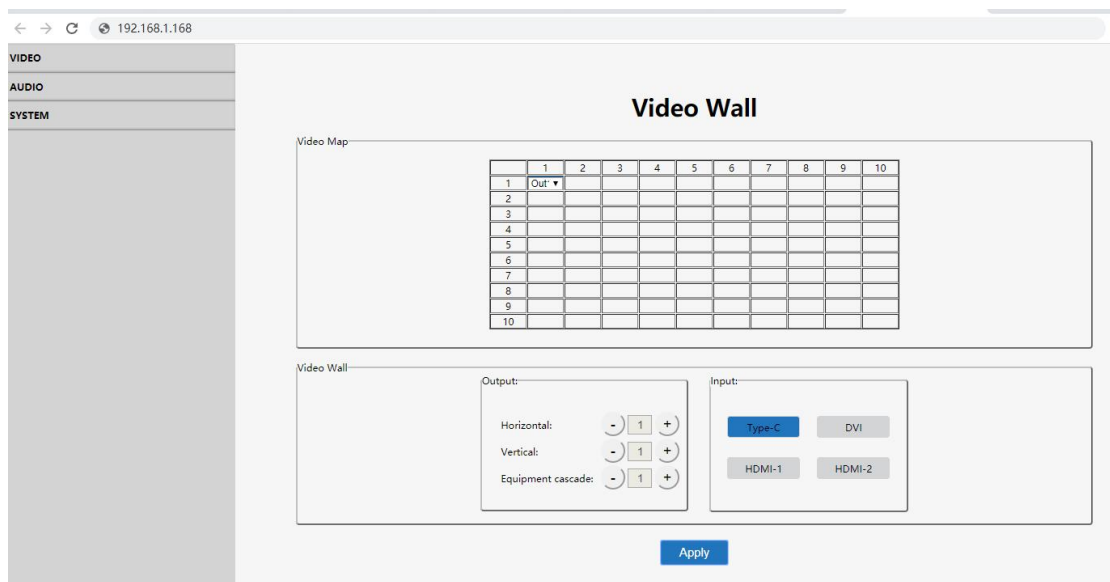 192.168.1.168
VIDEO
AUDIO
SYSTEM
Video Wall
Video Map
1 2 3 4 5 6 7 8 9 10
1 Out
2
3
4
5
6
7
8
9
10
Video Wall
Output:
Horizontal: - 1 +
Vertical: - 1 +
Equipment cascade: - 1 +
Input:
Type-C DVI
HDMI-1 HDMI-2
Apply